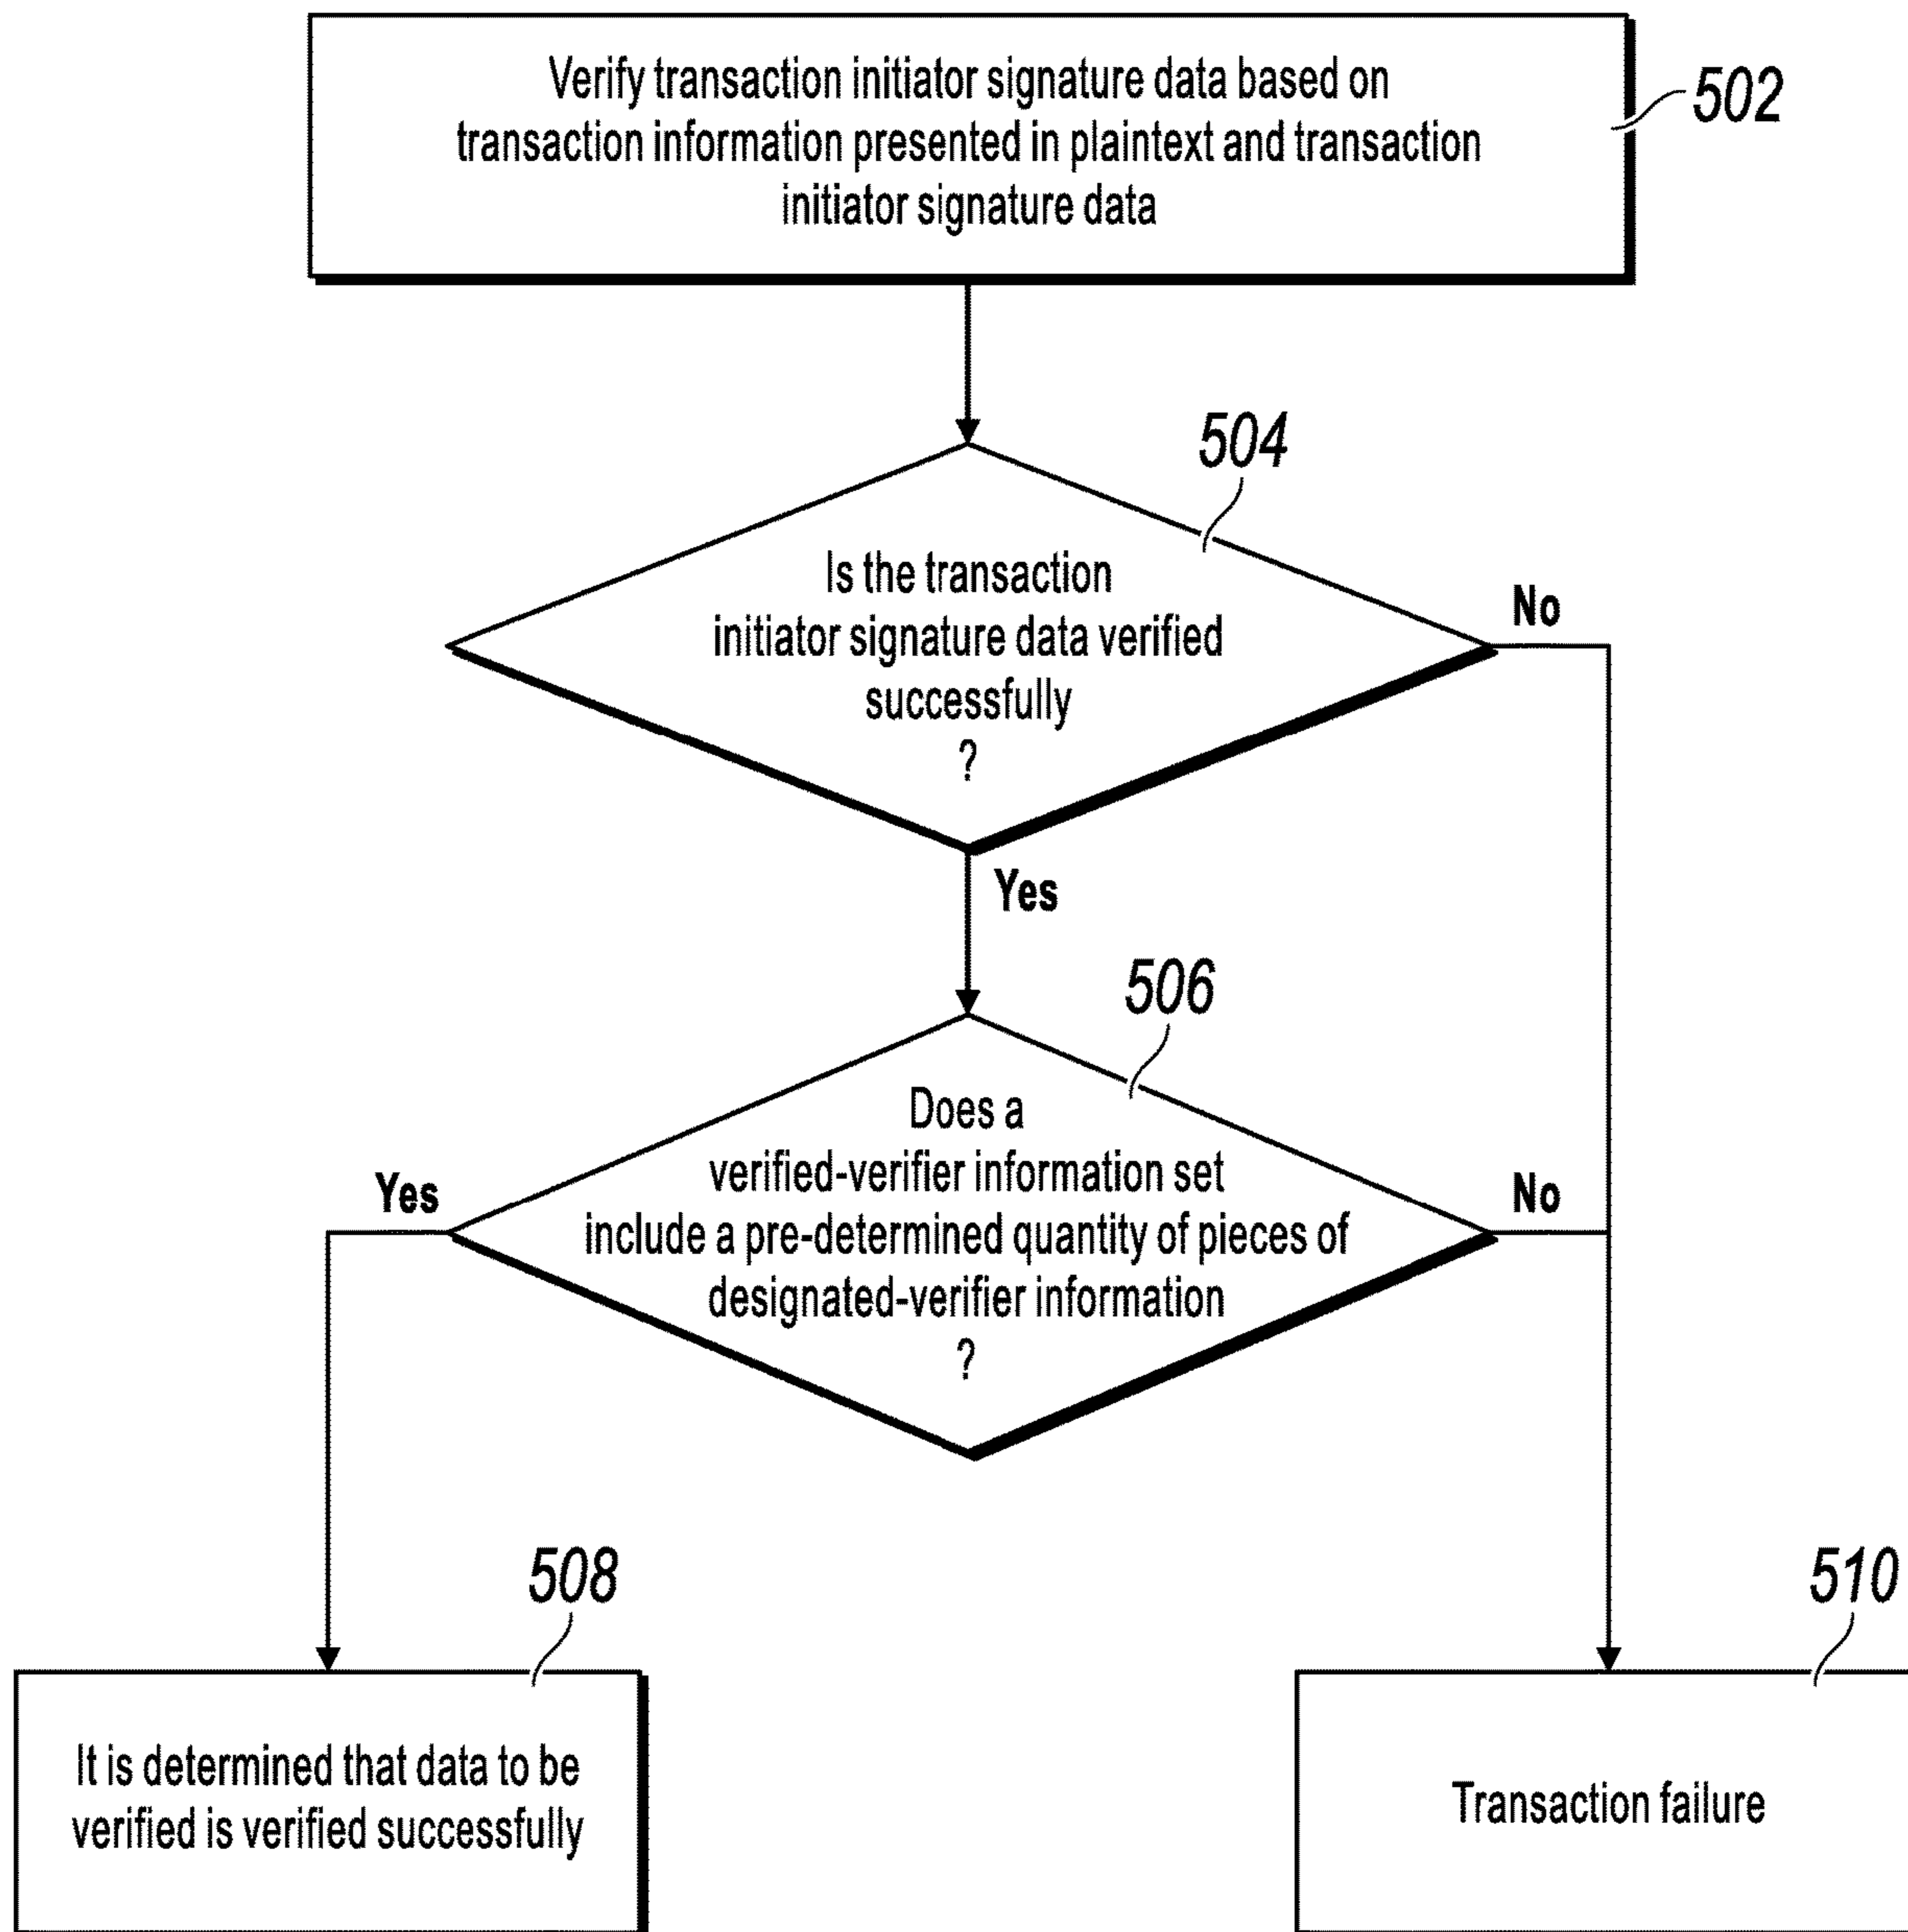 Verify transaction initiator signature data based on
transaction information presented in plaintext and transaction
initiator signature data
502
504
Is the transaction
initiator signature data verified
successfully
?
No
Yes
506
Does a
verified-verifier information set
include a pre-determined quantity of pieces of
designated-verifier information
?
Yes
No
508
It is determined that data to be
verified is verified successfully
510
Transaction failure